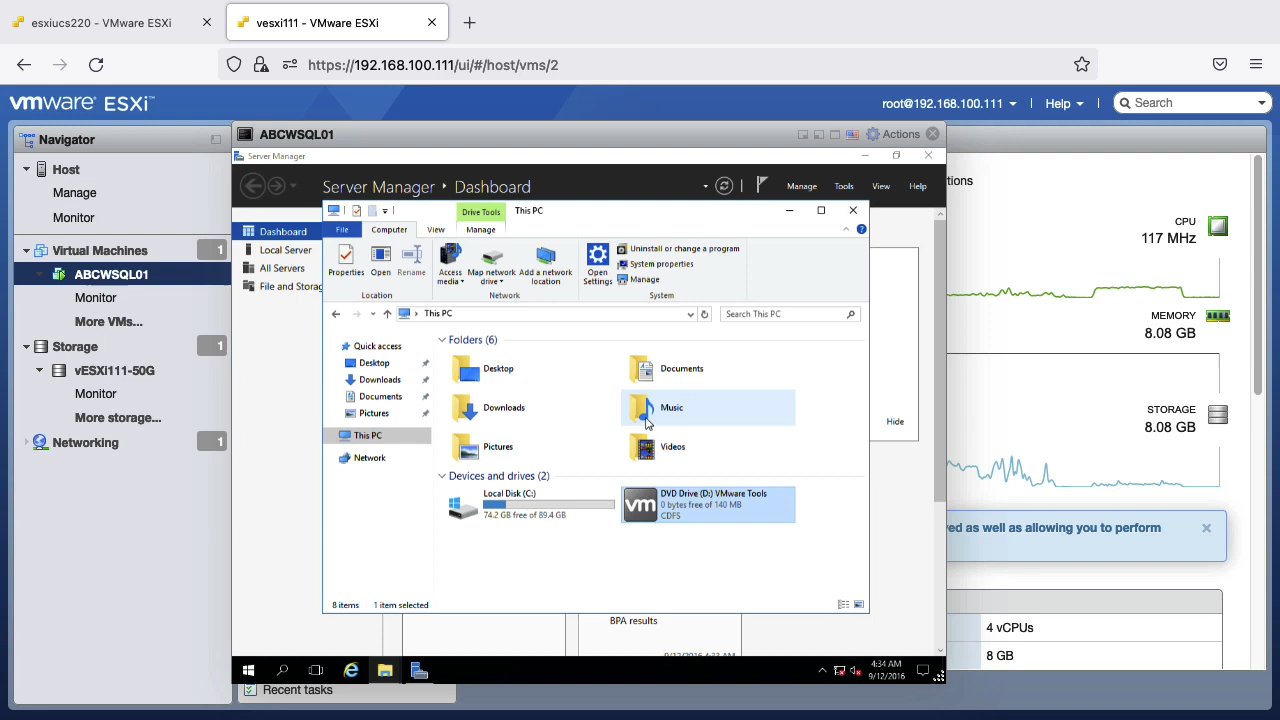 esxiucs220 - VMware ESXi
vesxi111 - VMware ESXi
https://192.168.100.111/ui/#/host/vms/2
vmware ESXi™
root@192.168.100.111
Help
Search
Navigator
Host
Manage
Monitor
Virtual Machines 1
ABCWSQL01
Monitor
More VMs...
Storage 1
vESXi111-50G
Monitor
More storage...
Networking 1
ABCWSQL01
Actions
Server Manager
Server Manager Dashboard
Manage
Tools
View
Help
Dashboard
Local Server
All Servers
File and Storag
Drive Tools
This PC
File
Computer
View
Manage
Properties
Open
Rename
Location
Access media
Map network drive
Add a network location
Network
Open Settings
Uninstall or change a program
System properties
Manage
System
This PC
Search This PC
Quick access
Desktop
Downloads
Documents
Pictures
This PC
Network
Folders (6)
Desktop
Documents
Downloads
Music
Pictures
Videos
Devices and drives (2)
Local Disk (C:)
74.2 GB free of 89.4 GB
DVD Drive (D:) VMware Tools
0 bytes free of 140 MB
CDFS
vm
8 items
1 item selected
Hide
BPA results
9/12/2016 4:33 AM
4:34 AM
9/12/2016
Recent tasks
tions
CPU
117 MHz
MEMORY
8.08 GB
STORAGE
8.08 GB
ved as well as allowing you to perform
4 vCPUs
8 GB